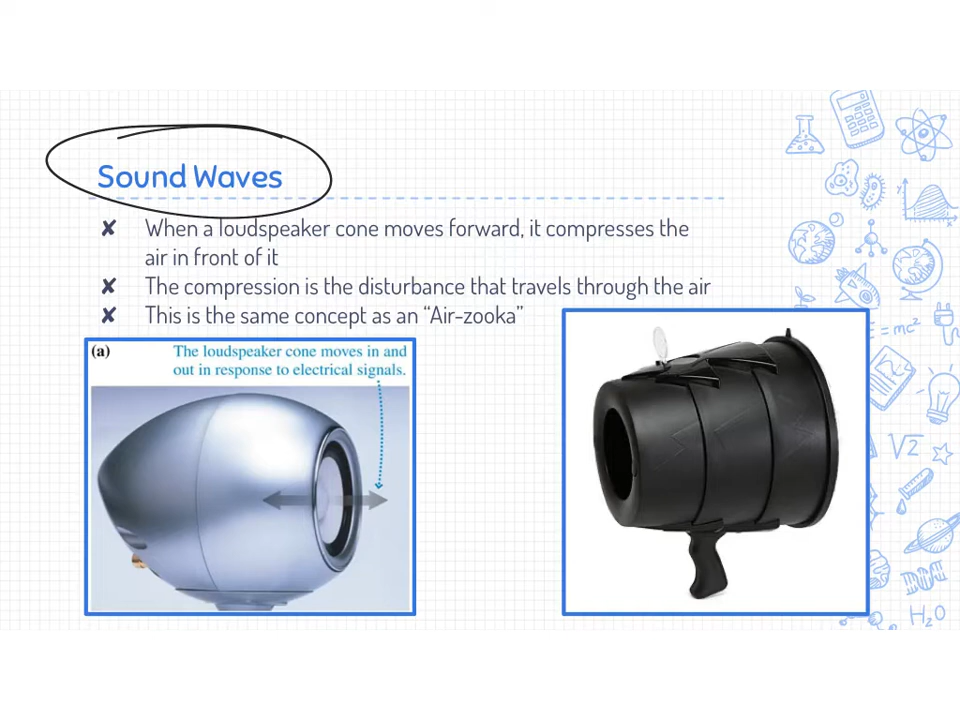 Sound Waves
✘ When a loudspeaker cone moves forward, it compresses the
air in front of it
✘ The compression is the disturbance that travels through the air
✘ This is the same concept as an “Air-zooka”
(a) The loudspeaker cone moves in and
out in response to electrical signals.
y
x
E = mc²
√2
H₂O